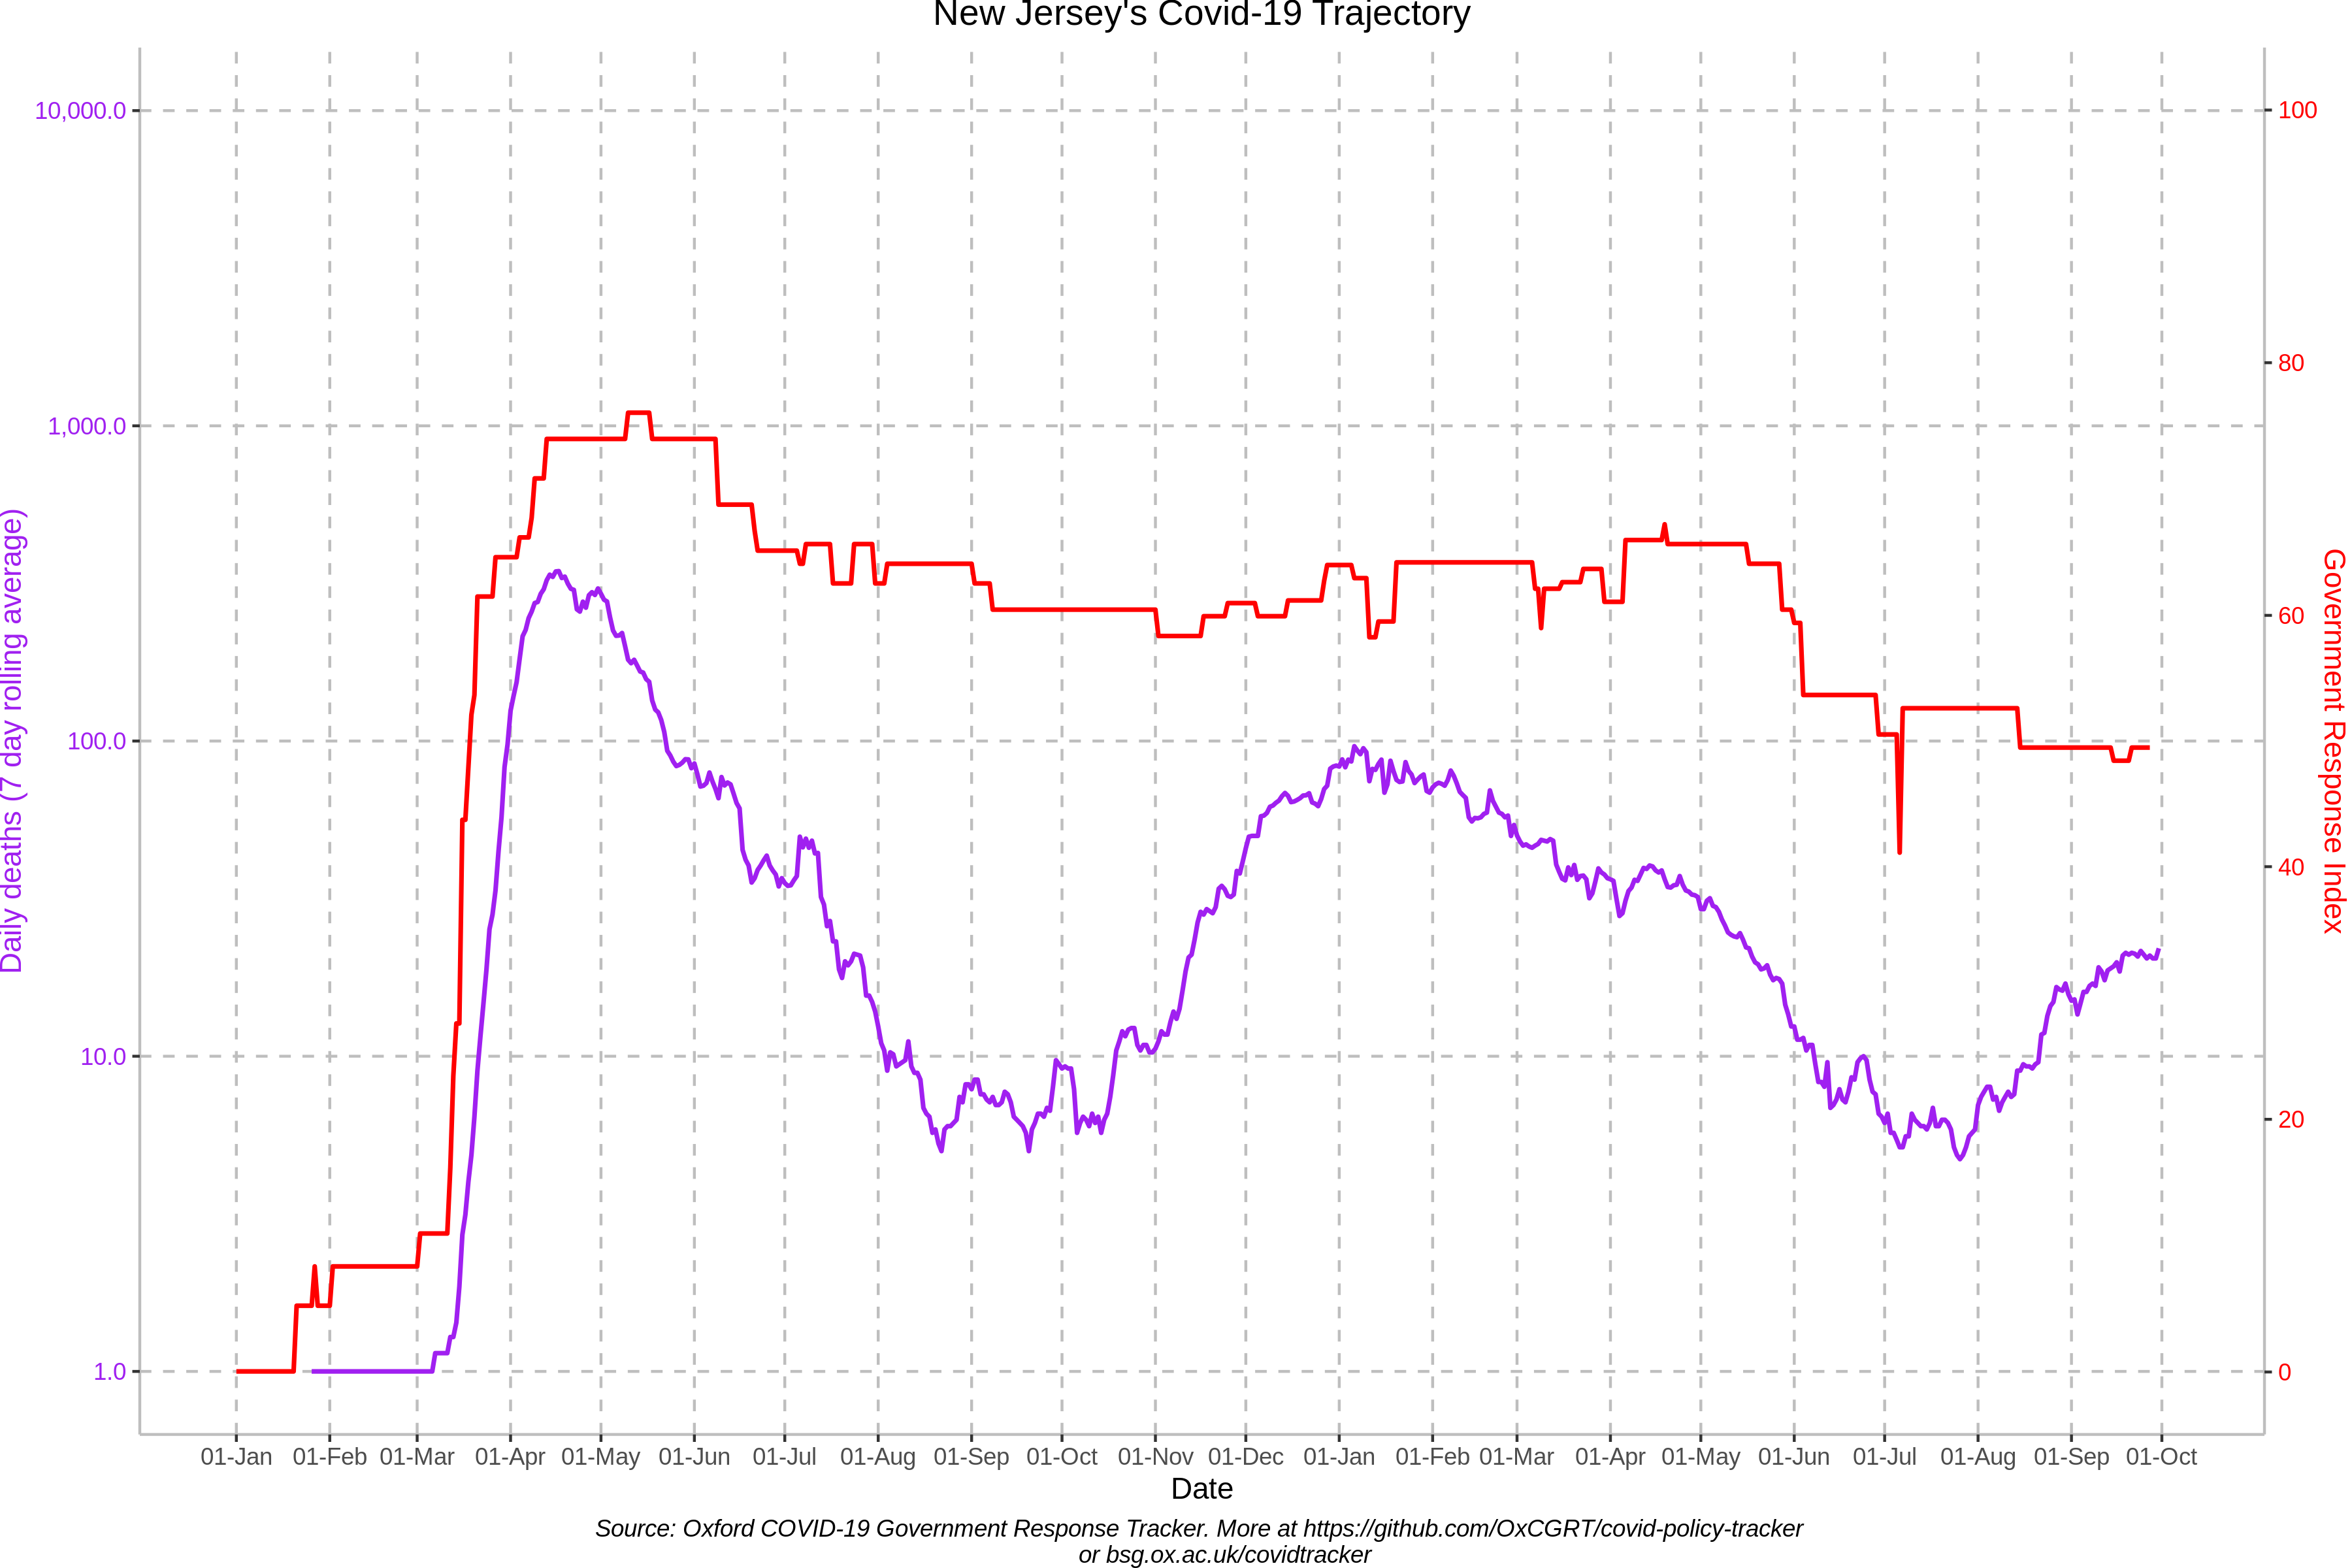 New Jersey's Covid-19 Trajectory
10,000.0
1,000.0
100.0
10.0
1.0
Daily deaths (7 day rolling average)
100
80
60
40
20
0
Government Response Index
01-Jan 01-Feb 01-Mar 01-Apr 01-May 01-Jun 01-Jul 01-Aug 01-Sep 01-Oct 01-Nov 01-Dec 01-Jan 01-Feb 01-Mar 01-Apr 01-May 01-Jun 01-Jul 01-Aug 01-Sep 01-Oct
Date
Source: Oxford COVID-19 Government Response Tracker. More at https://github.com/OxCGRT/covid-policy-tracker
or bsg.ox.ac.uk/covidtracker